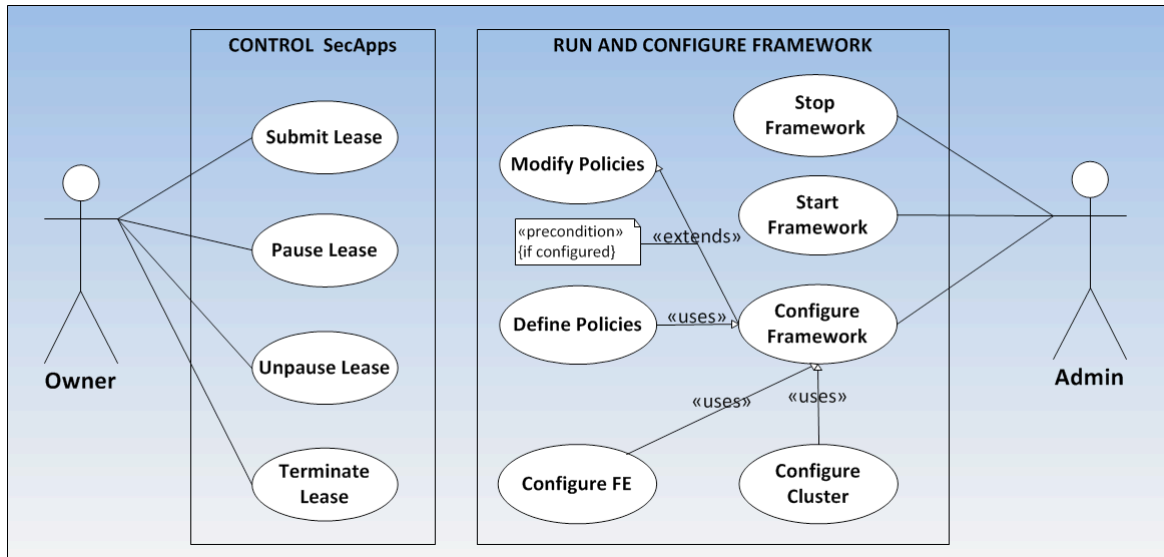 CONTROL SecApps
Submit Lease
Pause Lease
Unpause Lease
Terminate
Lease
Owner
RUN AND CONFIGURE FRAMEWORK
Stop
Framework
Modify Policies
Start
Framework
«precondition»
{if configured}
«extends»
Define Policies
«uses»
Configure
Framework
«uses»
«uses»
Configure FE
Configure
Cluster
Admin